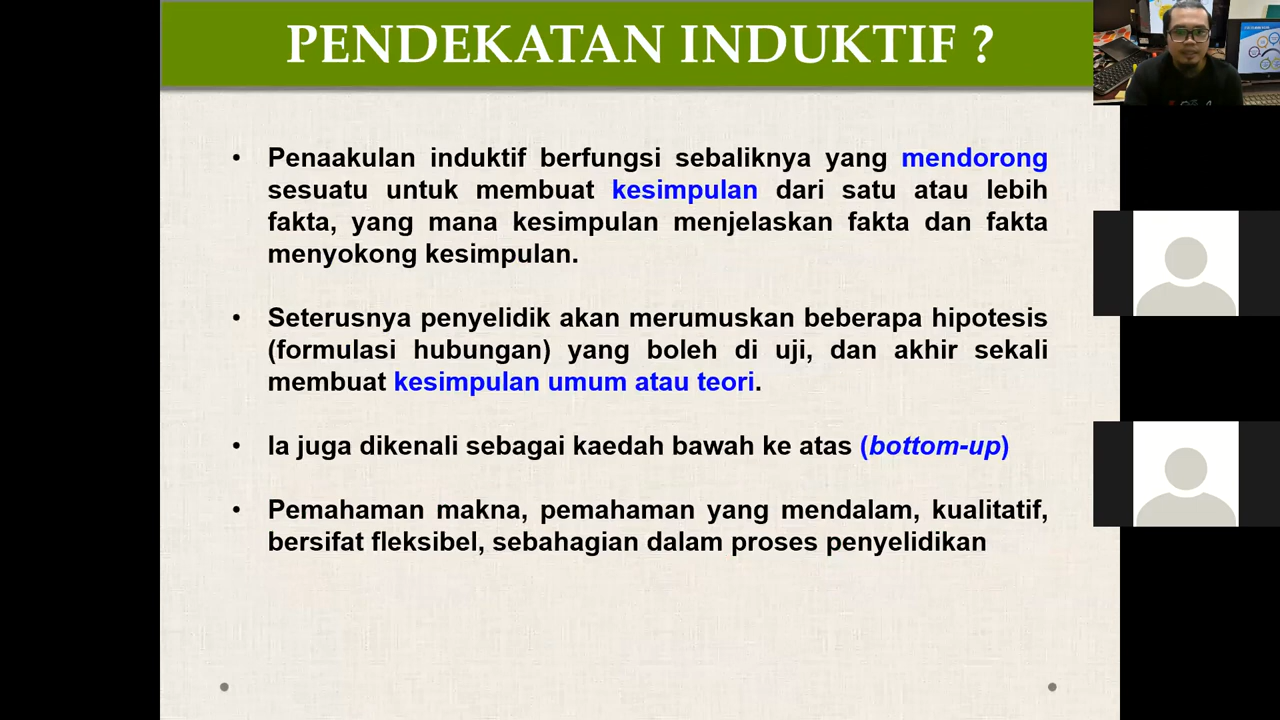 PENDEKATAN INDUKTIF ?
• Penaakulan induktif berfungsi sebaliknya yang mendorong
sesuatu untuk membuat kesimpulan dari satu atau lebih
fakta, yang mana kesimpulan menjelaskan fakta dan fakta
menyokong kesimpulan.
• Seterusnya penyelidik akan merumuskan beberapa hipotesis
(formulasi hubungan) yang boleh di uji, dan akhir sekali
membuat kesimpulan umum atau teori.
• Ia juga dikenali sebagai kaedah bawah ke atas (bottom-up)
• Pemahaman makna, pemahaman yang mendalam, kualitatif,
bersifat fleksibel, sebahagian dalam proses penyelidikan